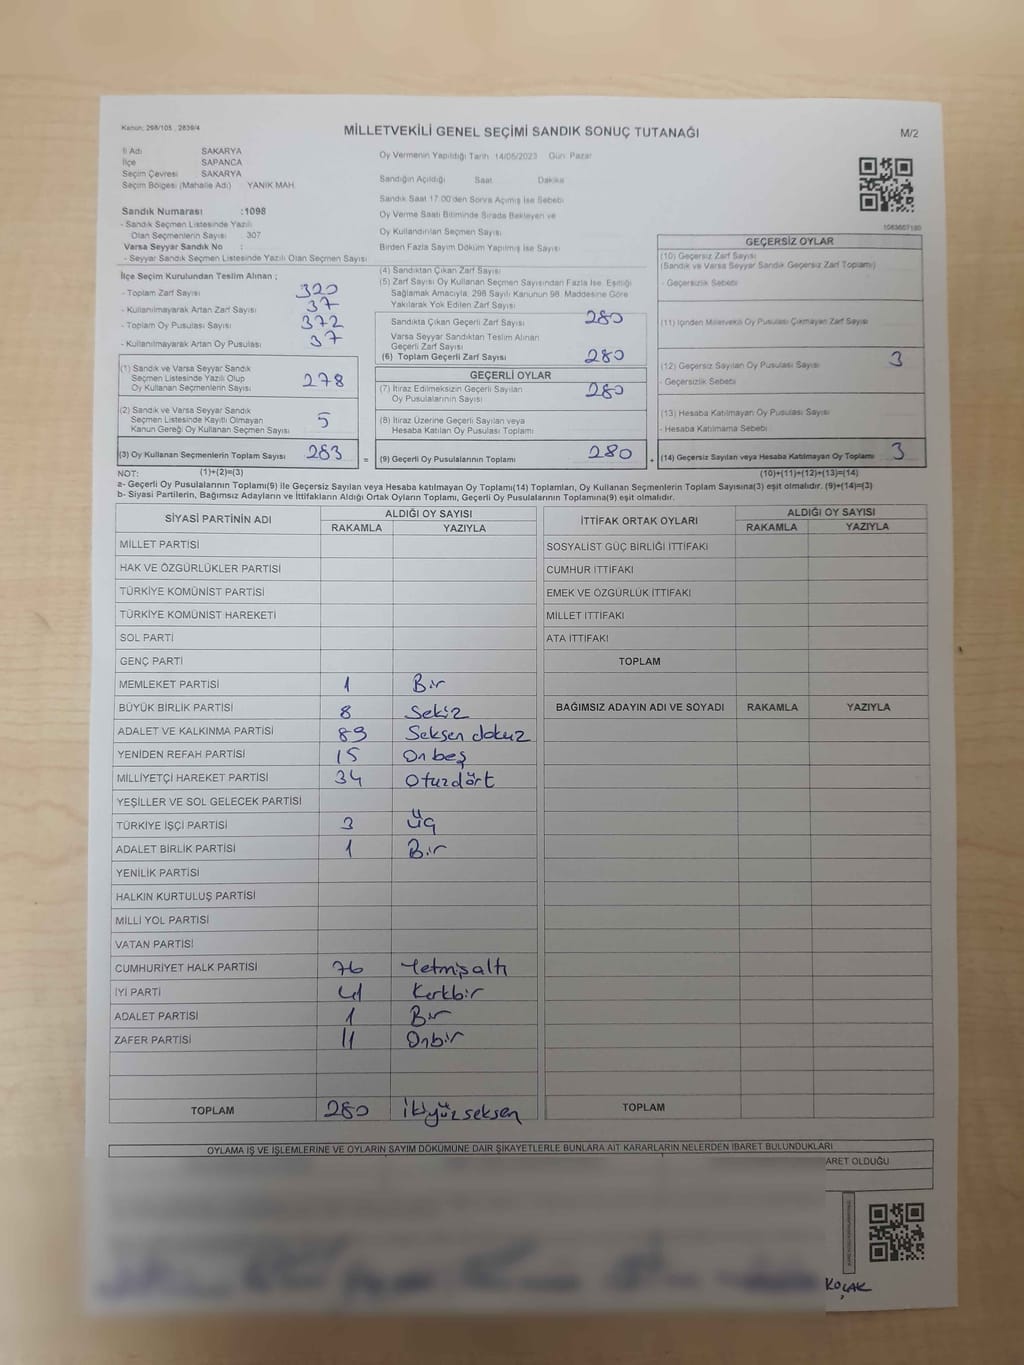 Kanun: 298/105 , 2839/4
MİLLETVEKİLİ GENEL SEÇİMİ SANDIK SONUÇ TUTANAĞI
M/2
İl Adı SAKARYA
İlçe SAPANCA
Seçim Çevresi SAKARYA
Seçim Bölgesi (Mahalle Adı) YANIK MAH.
Sandık Numarası :1098
- Sandık Seçmen Listesinde Yazılı
Olan Seçmenlerin Sayısı 307
Varsa Seyyar Sandık No :
- Seyyar Sandık Seçmen Listesinde Yazılı Olan Seçmen Sayısı
Oy Vermenin Yapıldığı Tarih 14/05/2023 Gün Pazar
Sandığın Açıldığı Saat Dakika
Sandık Saat 17.00'den Sonra Açımış İse Sebebi
Oy Verme Saati Bitiminde Sırada Bekleyen ve
Oy Kullandırılan Seçmen Sayısı
Birden Fazla Sayım Döküm Yapılmış İse Sayısı
İlçe Seçim Kurulundan Teslim Alınan ;
- Toplam Zarf Sayısı 320
- Kullanılmayarak Artan Zarf Sayısı 37
- Toplam Oy Pusulası Sayısı 372
- Kullanılmayarak Artan Oy Pusulası 37
(1) Sandık ve Varsa Seyyar Sandık
Seçmen Listesinde Yazılı Olup
Oy Kullanan Seçmenlerin Sayısı 278
(2) Sandık ve Varsa Seyyar Sandık
Seçmen Listesinde Kayıtlı Olmayan
Kanun Gereği Oy Kullanan Seçmen Sayısı 5
(3) Oy Kullanan Seçmenlerin Toplam Sayısı 283 =
(4) Sandıktan Çıkan Zarf Sayısı
(5) Zarf Sayısı Oy Kullanan Seçmen Sayısından Fazla İse, Eşitliği
Sağlamak Amacıyla; 298 Sayılı Kanunun 98. Maddesine Göre
Yakılarak Yok Edilen Zarf Sayısı
Sandıkta Çıkan Geçerli Zarf Sayısı 280
Varsa Seyyar Sandıktan Teslim Alınan
Geçerli Zarf Sayısı
(6) Toplam Geçerli Zarf Sayısı 280
GEÇERLİ OYLAR
(7) İtiraz Edilmeksizin Geçerli Sayılan
Oy Pusulalarının Sayısı 280
(8) İtiraz Üzerine Geçerli Sayılan veya
Hesaba Katılan Oy Pusulası Toplamı
(9) Geçerli Oy Pusulalarının Toplamı 280 +
1083607180
GEÇERSİZ OYLAR
(10) Geçersiz Zarf Sayısı
(Sandık ve Varsa Seyyar Sandık Geçersiz Zarf Toplamı)
- Geçersizlik Sebebi
(11) İçinden Milletvekili Oy Pusulası Çıkmayan Zarf Sayısı
(12) Geçersiz Sayılan Oy Pusulası Sayısı 3
- Geçersizlik Sebebi
(13) Hesaba Katılmayan Oy Pusulası Sayısı
- Hesaba Katılmama Sebebi
(14) Geçersiz Sayılan veya Hesaba Katılmayan Oy Toplamı 3
NOT: (1)+(2)=(3) (10)+(11)+(12)+(13)=(14)
a- Geçerli Oy Pusulalarının Toplamı(9) ile Geçersiz Sayılan veya Hesaba katılmayan Oy Toplamı(14) Toplamları, Oy Kullanan Seçmenlerin Toplam Sayısına(3) eşit olmalıdır. (9)+(14)=(3)
b- Siyasi Partilerin, Bağımsız Adayların ve İttifakların Aldığı Ortak Oyların Toplamı, Geçerli Oy Pusulalarının Toplamına(9) eşit olmalıdır.
SİYASİ PARTİNİN ADI ALDIĞI OY SAYISI
RAKAMLA YAZIYLA
MİLLET PARTİSİ
HAK VE ÖZGÜRLÜKLER PARTİSİ
TÜRKİYE KOMÜNİST PARTİSİ
TÜRKİYE KOMÜNİST HAREKETİ
SOL PARTİ
GENÇ PARTİ
MEMLEKET PARTİSİ 1 Bir
BÜYÜK BİRLİK PARTİSİ 8 Sekiz
ADALET VE KALKINMA PARTİSİ 89 Seksen dokuz
YENİDEN REFAH PARTİSİ 15 Onbeş
MİLLİYETÇİ HAREKET PARTİSİ 34 Otuzdört
YEŞİLLER VE SOL GELECEK PARTİSİ
TÜRKİYE İŞÇİ PARTİSİ 3 üç
ADALET BİRLİK PARTİSİ 1 Bir
YENİLİK PARTİSİ
HALKIN KURTULUŞ PARTİSİ
MİLLİ YOL PARTİSİ
VATAN PARTİSİ
CUMHURİYET HALK PARTİSİ 76 Yetmişaltı
İYİ PARTİ 41 Kırkbir
ADALET PARTİSİ 1 Bir
ZAFER PARTİSİ 11 Onbir
TOPLAM 280 ikiyüzseksen
İTTİFAK ORTAK OYLARI ALDIĞI OY SAYISI
RAKAMLA YAZIYLA
SOSYALİST GÜÇ BİRLİĞİ İTTİFAKI
CUMHUR İTTİFAKI
EMEK VE ÖZGÜRLÜK İTTİFAKI
MİLLET İTTİFAKI
ATA İTTİFAKI
TOPLAM
BAĞIMSIZ ADAYIN ADI VE SOYADI RAKAMLA YAZIYLA
TOPLAM
OYLAMA İŞ VE İŞLEMLERİNE VE OYLARIN SAYIM DÖKÜMÜNE DAİR ŞİKAYETLERLE BUNLARA AİT KARARLARIN NELERDEN İBARET BULUNDUKLARI
ARET OLDUĞU
KOÇAK